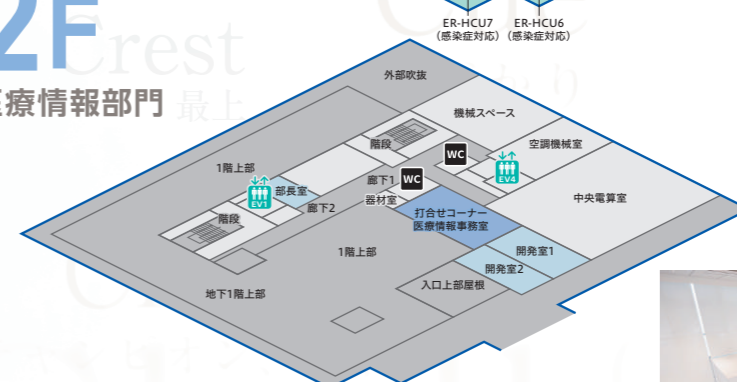 ER-HCU7
(感染症対応)
ER-HCU6
(感染症対応)
2F
Crest
最上
医療情報部門
外部吹抜
機械スペース
階段
WC
空調機械室
EV4
1階上部
廊下1
WC
部長室
EV1
器材室
中央電算室
廊下2
打合せコーナー
医療情報事務室
階段
1階上部
開発室1
開発室2
入口上部屋根
地下1階上部